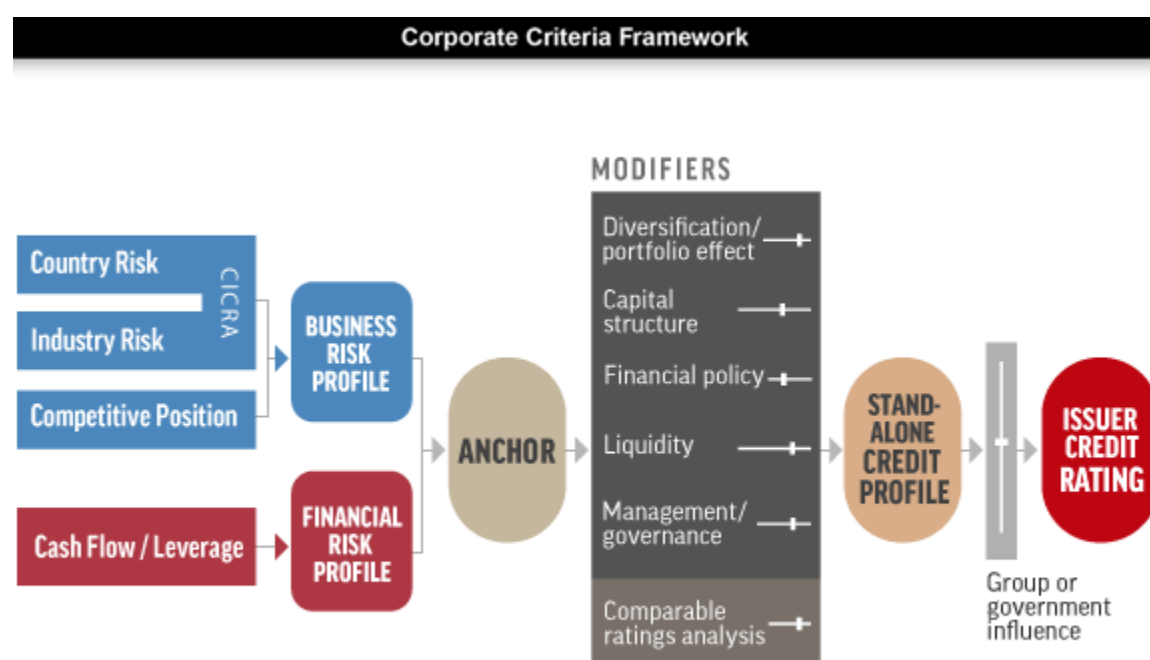 Corporate Criteria Framework
MODIFIERS
Country Risk
CICRA
Industry Risk
Competitive Position
Cash Flow / Leverage
BUSINESS
RISK
PROFILE
FINANCIAL
RISK
PROFILE
ANCHOR
Diversification/
portfolio effect
Capital
structure
Financial policy
Liquidity
Management/
governance
Comparable
ratings analysis
STAND-
ALONE
CREDIT
PROFILE
Group or
government
influence
ISSUER
CREDIT
RATING